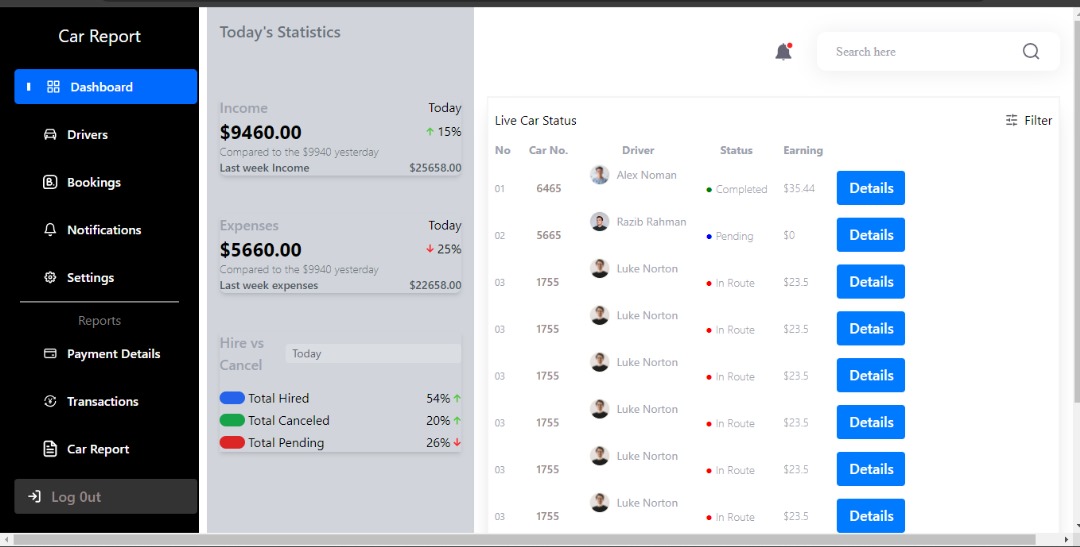 Car Report
Dashboard
Drivers
Bookings
Notifications
Settings
Reports
Payment Details
Transactions
Car Report
Log 0ut
Today's Statistics
Income Today
$9460.00 15%
Compared to the $9940 yesterday
Last week Income $25658.00
Expenses Today
$5660.00 25%
Compared to the $9940 yesterday
Last week expenses $22658.00
Hire vs
Cancel
Today
Total Hired 54%
Total Canceled 20%
Total Pending 26%
Search here
Live Car Status Filter
No Car No. Driver Status Earning
01 6465 Alex Noman Completed $35.44 Details
02 5665 Razib Rahman Pending $0 Details
03 1755 Luke Norton In Route $23.5 Details
03 1755 Luke Norton In Route $23.5 Details
03 1755 Luke Norton In Route $23.5 Details
03 1755 Luke Norton In Route $23.5 Details
03 1755 Luke Norton In Route $23.5 Details
03 1755 Luke Norton In Route $23.5 Details